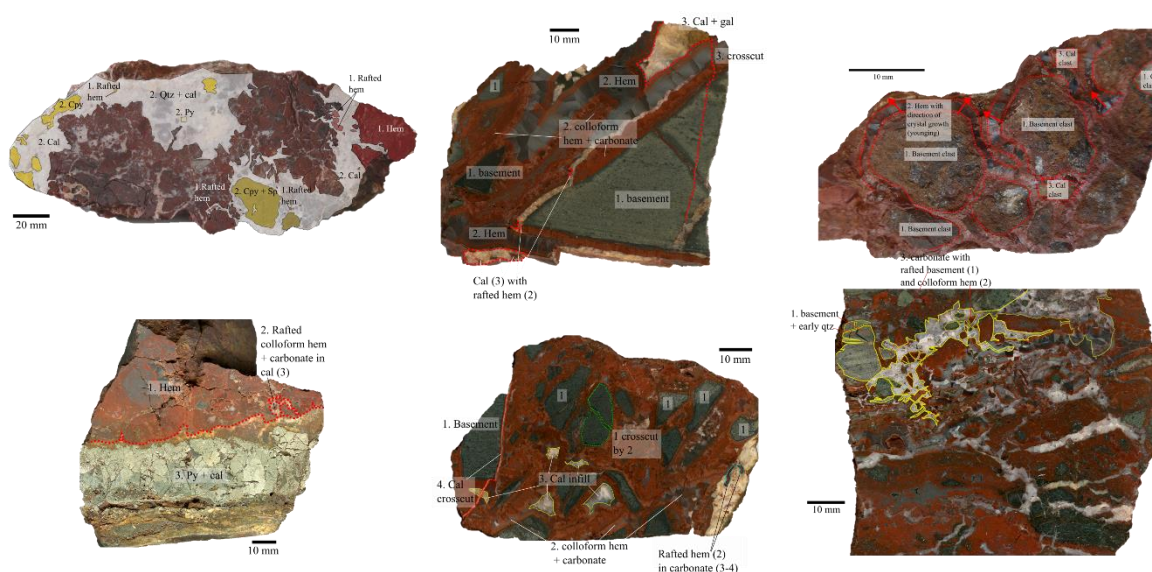 1. Rafted
hem
2. Cpy
2. Qtz + cal
2. Py
1. Rafted
hem
1. Hem
2. Cal
2. Cal
2. Cpy + Sp
1.Rafted
hem
1.Rafted
hem
20 mm
10 mm
3. Cal + gal
3. crosscut
1
2. Hem
2. colloform
hem + carbonate
1. basement
1. basement
2. Hem
Cal (3) with
rafted hem (2)
10 mm
3. Cal
clast
2. Hem with
direction of
crystal growth
(younging)
1. Basement clast
1. Basement clast
3. Cal
clast
1. Basement clast
2. Rafted
colloform hem
+ carbonate in
cal (3)
1. Hem
3. Py + cal
10 mm
10 mm
1
1
1
1
1. Basement
1 crosscut
by 2
3. Cal infill
4. Cal
crosscut
2. colloform hem
+ carbonate
Rafted hem (2)
in carbonate (3-4)
3. carbonate with
rafted basement (1)
and colloform hem (2)
1. basement
+ early qtz
10 mm